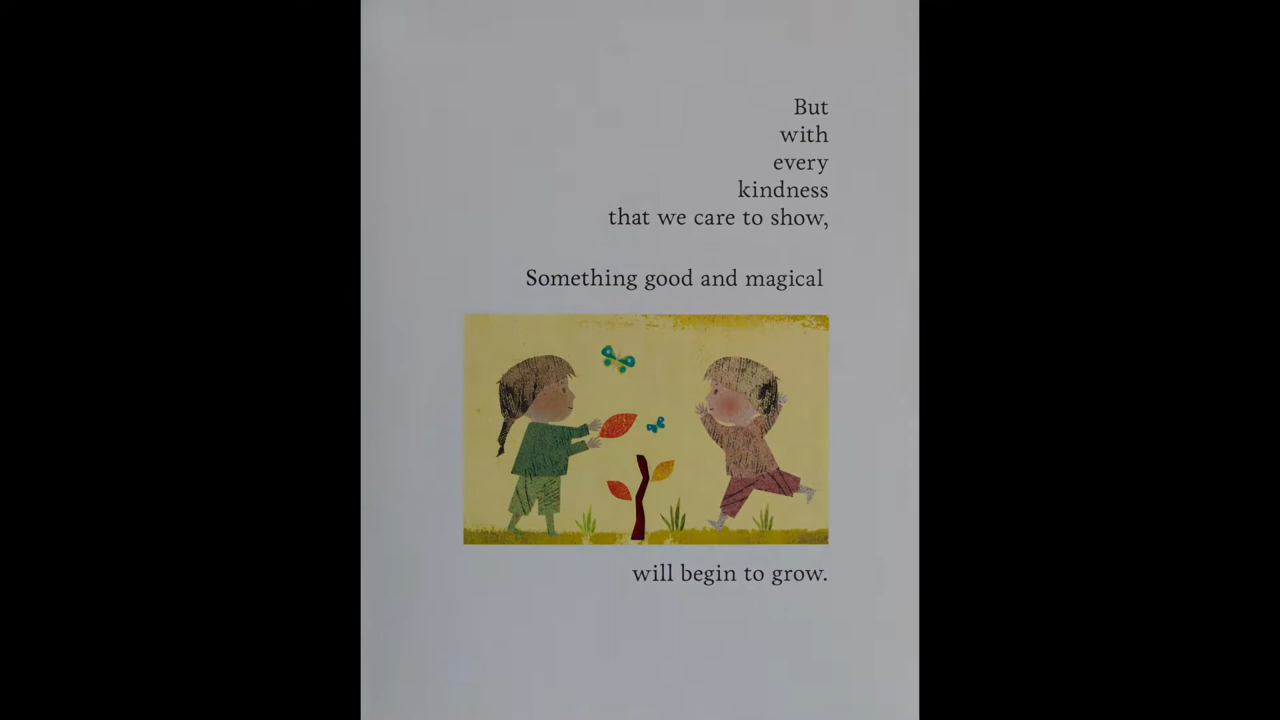 But
with
every
kindness
that we care to show,
Something good and magical
will begin to grow.